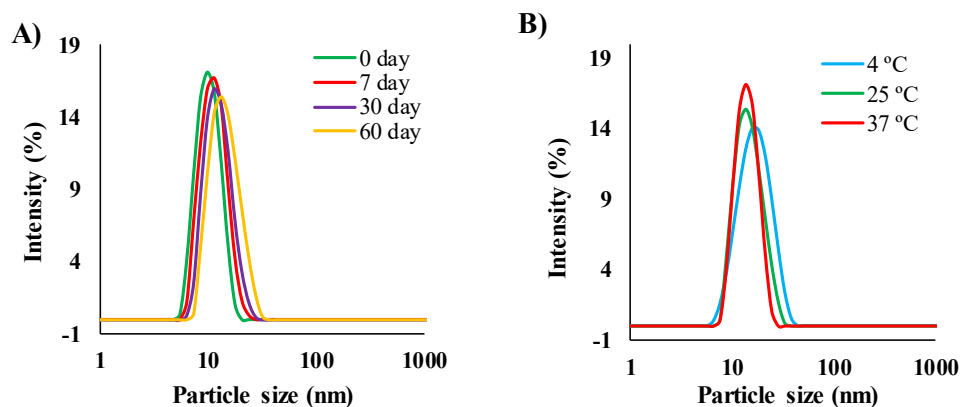 A)
19
14
9
4
-1
Intensity (%)
0 day
7 day
30 day
60 day
1
10
100
1000
Particle size (nm)
B)
19
14
9
4
-1
Intensity (%)
4 ºC
25 ºC
37 ºC
1
10
100
1000
Particle size (nm)